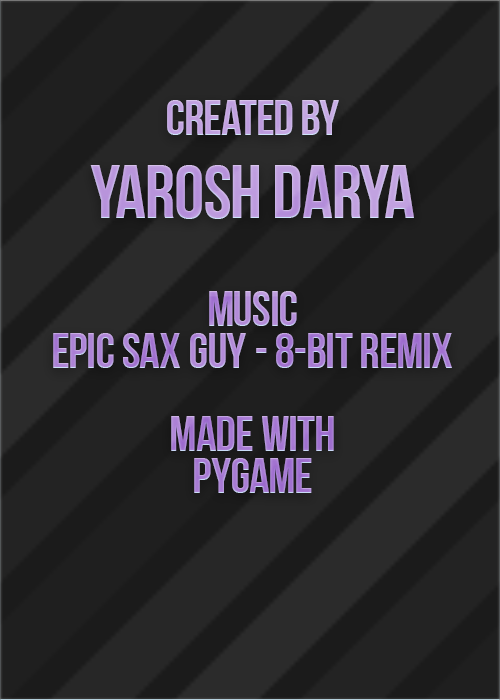 CREATED BY
YAROSH DARYA
MUSIC
EPIC SAX GUY - 8-BIT REMIX
MADE WITH
PYGAME